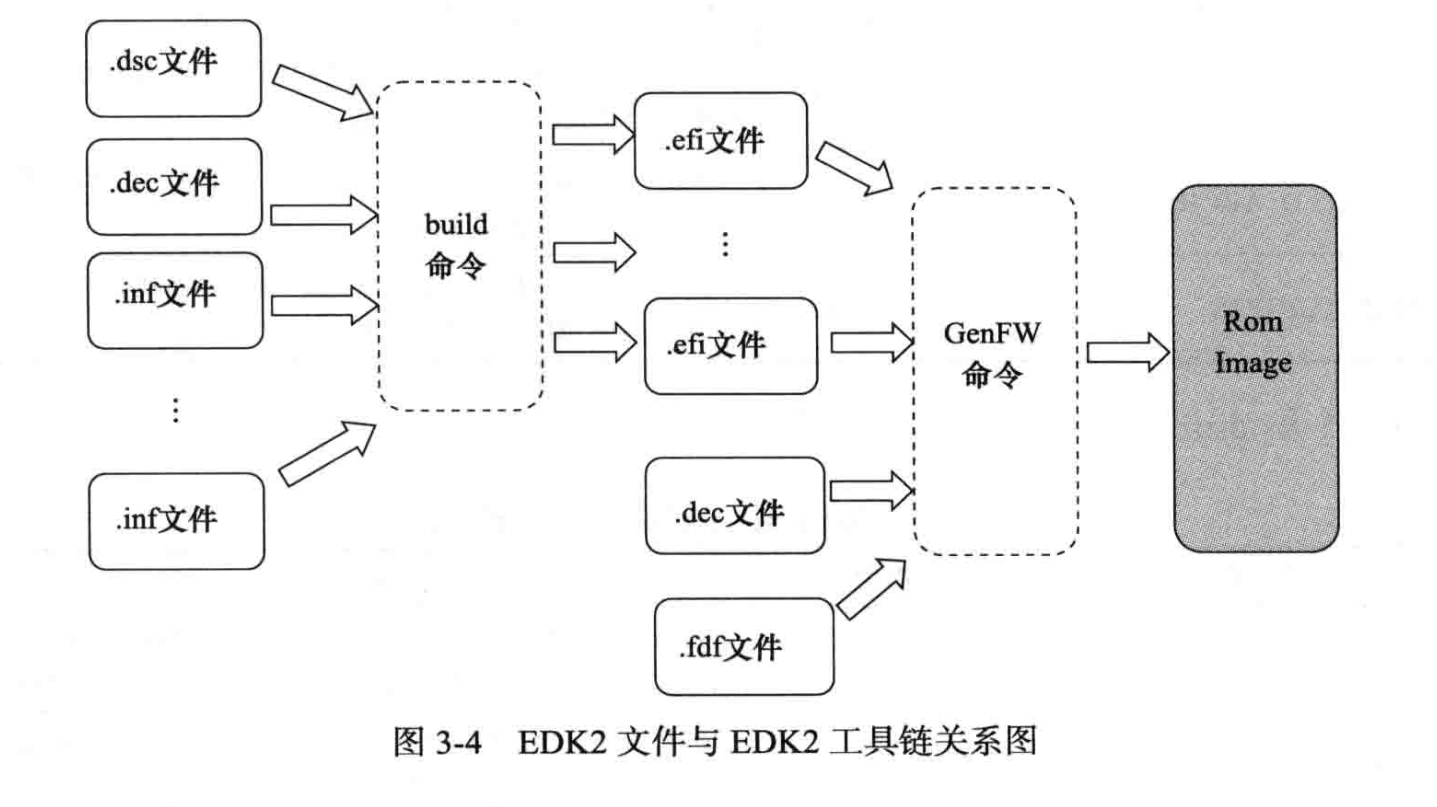 .dsc文件
.dec文件
.inf文件
⋮
.inf文件
build
命令
.efi文件
⋮
.efi文件
.dec文件
.fdf文件
GenFW
命令
Rom
Image
图 3-4 EDK2 文件与 EDK2 工具链关系图